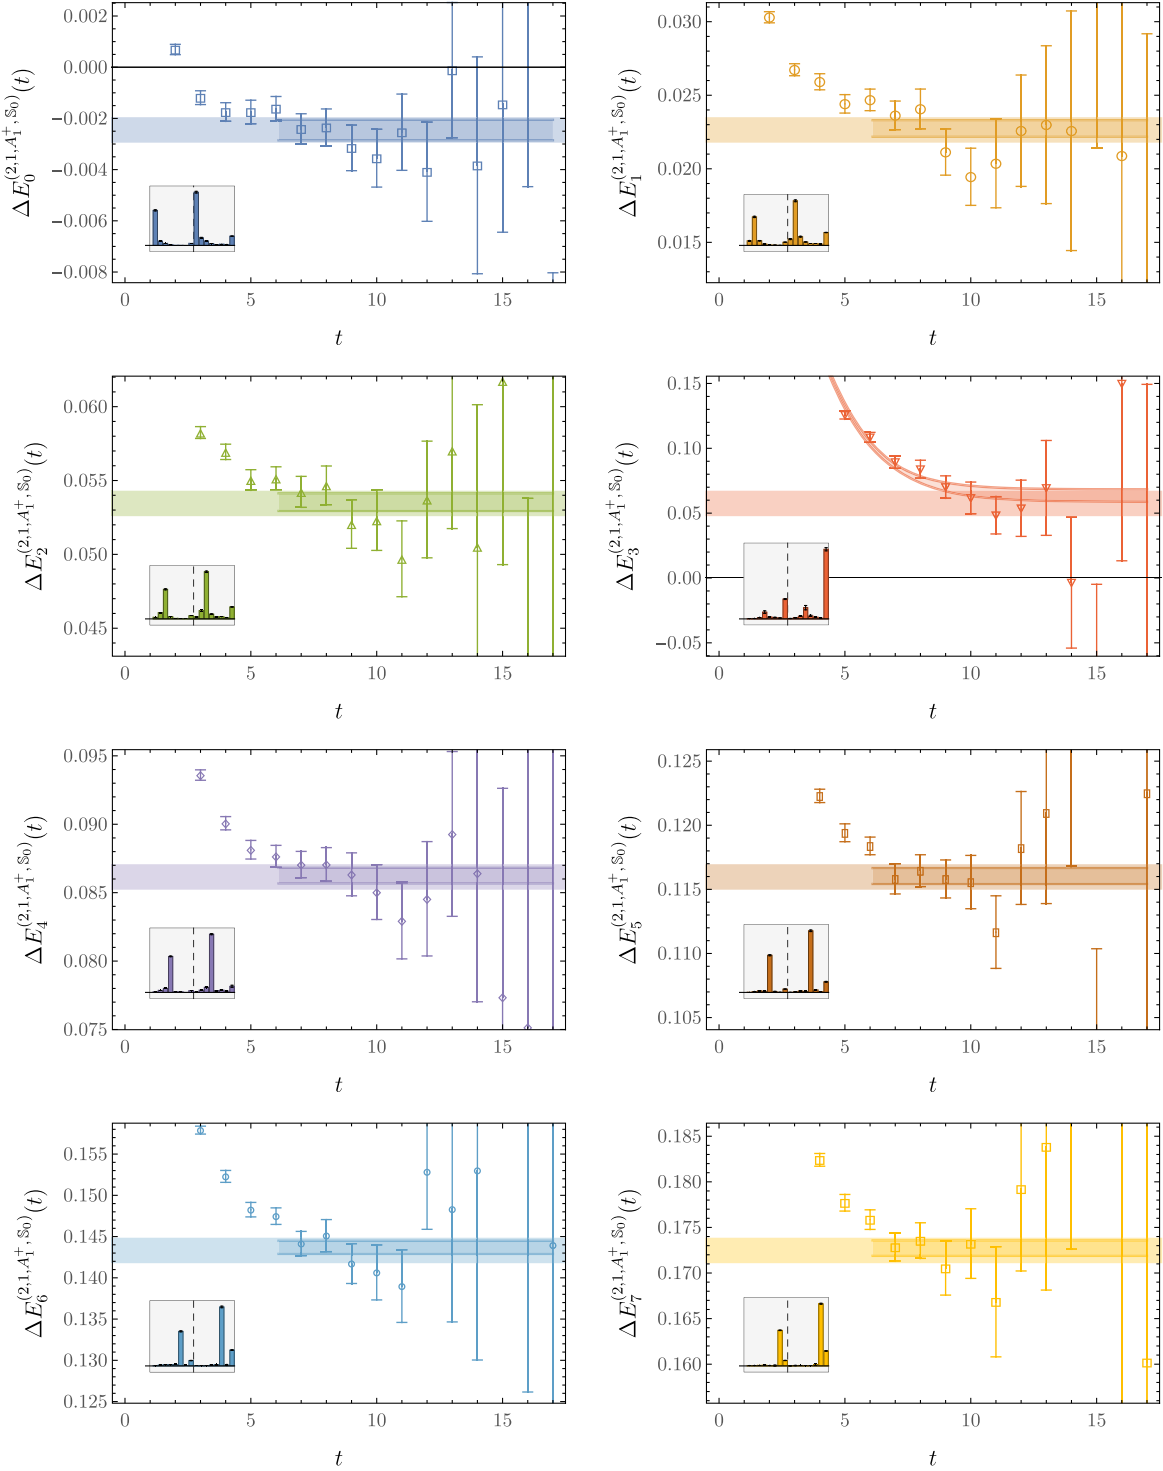 0.002
0.000
−0.002
−0.004
−0.006
−0.008
0 5 10 15
t
ΔE_0^{(2,1,A_1^+,𝕊_0)}(t)
0.030
0.025
0.020
0.015
0 5 10 15
t
ΔE_1^{(2,1,A_1^+,𝕊_0)}(t)
0.060
0.055
0.050
0.045
0 5 10 15
t
ΔE_2^{(2,1,A_1^+,𝕊_0)}(t)
0.15
0.10
0.05
0.00
−0.05
0 5 10 15
t
ΔE_3^{(2,1,A_1^+,𝕊_0)}(t)
0.095
0.090
0.085
0.080
0.075
0 5 10 15
t
ΔE_4^{(2,1,A_1^+,𝕊_0)}(t)
0.125
0.120
0.115
0.110
0.105
0 5 10 15
t
ΔE_5^{(2,1,A_1^+,𝕊_0)}(t)
0.155
0.150
0.145
0.140
0.135
0.130
0.125
0 5 10 15
t
ΔE_6^{(2,1,A_1^+,𝕊_0)}(t)
0.185
0.180
0.175
0.170
0.165
0.160
0 5 10 15
t
ΔE_7^{(2,1,A_1^+,𝕊_0)}(t)